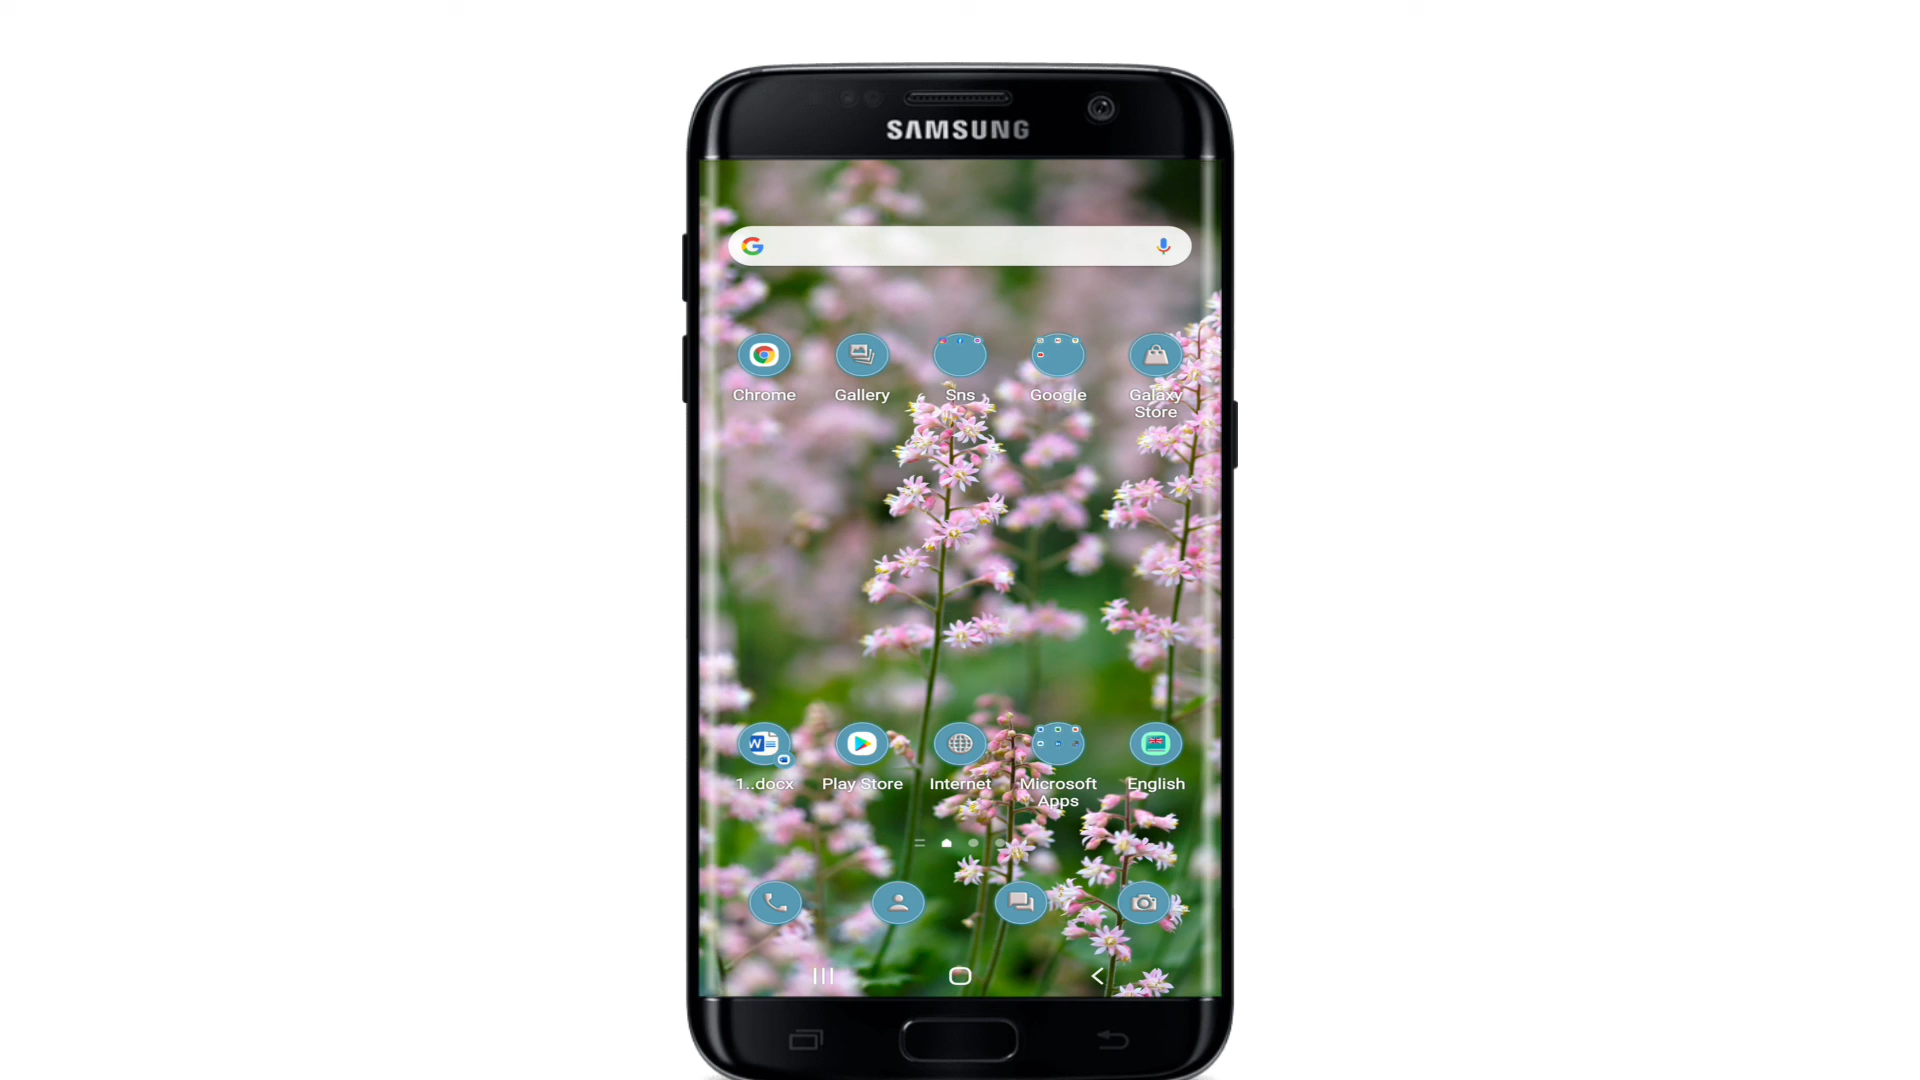 SAMSUNG
Chrome
Gallery
Sns
Google
Galaxy
Store
1..docx
Play Store
Internet
Microsoft
Apps
English